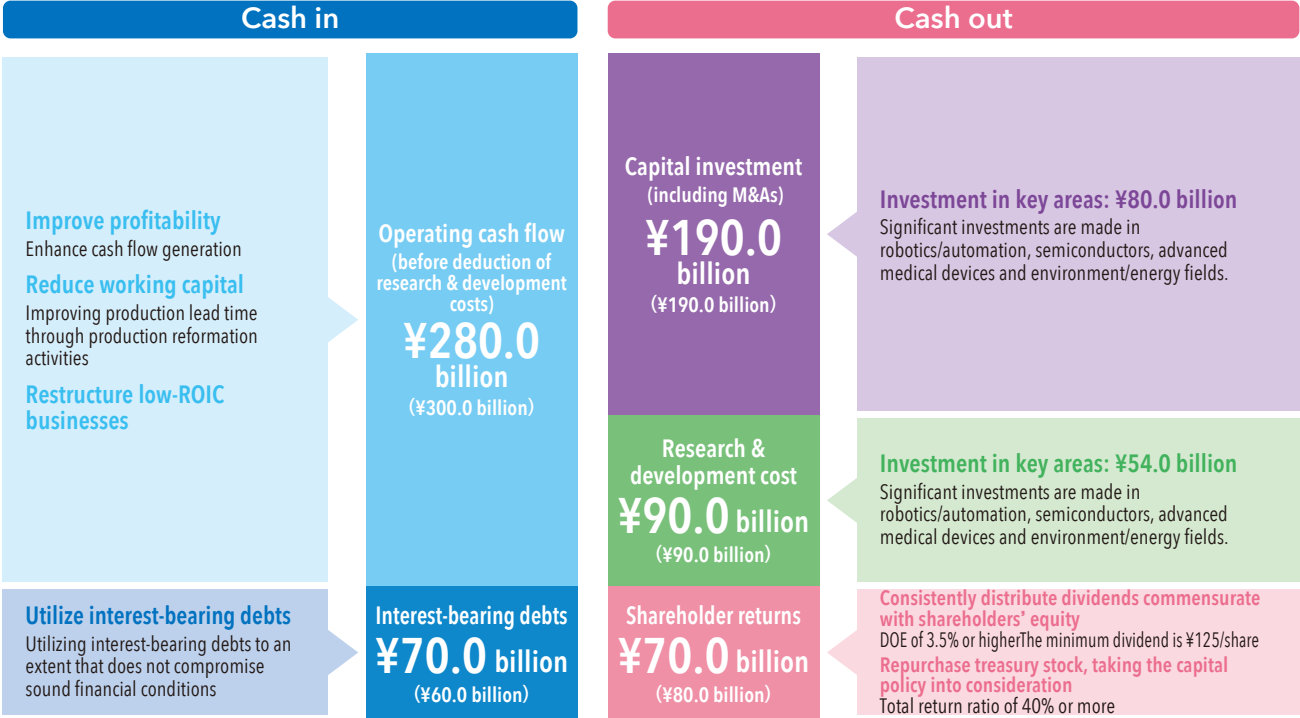 Cash in
Improve profitability
Enhance cash flow generation
Reduce working capital
Improving production lead time
through production reformation
activities
Restructure low-ROIC
businesses
Operating cash flow
(before deduction of
research & development
costs)
¥280.0
billion
(¥300.0 billion)
Utilize interest-bearing debts
Utilizing interest-bearing debts to an
extent that does not compromise
sound financial conditions
Interest-bearing debts
¥70.0 billion
(¥60.0 billion)
Cash out
Capital investment
(including M&As)
¥190.0
billion
(¥190.0 billion)
Investment in key areas: ¥80.0 billion
Significant investments are made in
robotics/automation, semiconductors, advanced
medical devices and environment/energy fields.
Research &
development cost
¥90.0 billion
(¥90.0 billion)
Investment in key areas: ¥54.0 billion
Significant investments are made in
robotics/automation, semiconductors, advanced
medical devices and environment/energy fields.
Shareholder returns
¥70.0 billion
(¥80.0 billion)
Consistently distribute dividends commensurate
with shareholders’ equity
DOE of 3.5% or higherThe minimum dividend is ¥125/share
Repurchase treasury stock, taking the capital
policy into consideration
Total return ratio of 40% or more